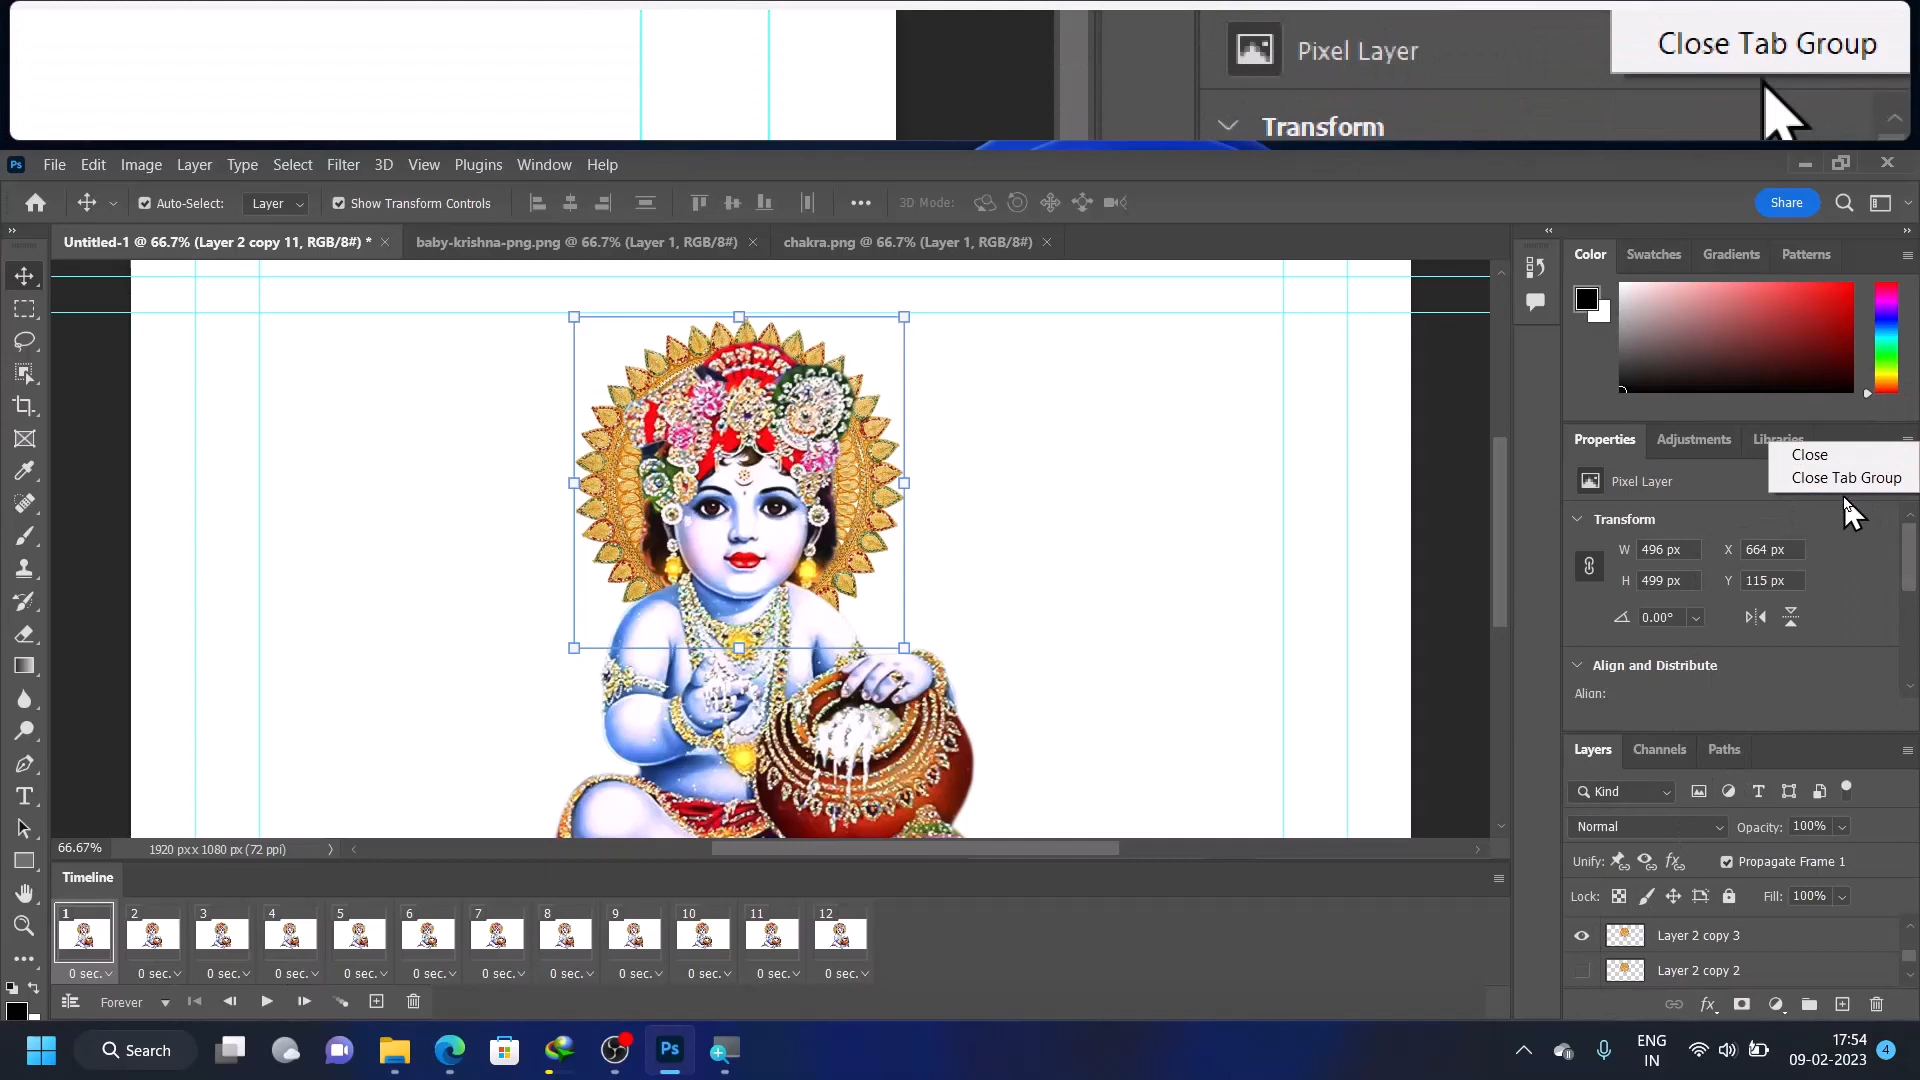 Pixel Layer
Close Tab Group
Transform
Ps File Edit Image Layer Type Select Filter 3D View Plugins Window Help
Auto-Select: Layer Show Transform Controls 3D Mode: Share
Untitled-1 @ 66.7% (Layer 2 copy 11, RGB/8#) * baby-krishna-png.png @ 66.7% (Layer 1, RGB/8#) chakra.png @ 66.7% (Layer 1, RGB/8#)
Color Swatches Gradients Patterns
Properties Adjustments Libraries
Close
Close Tab Group
Pixel Layer
Transform
W 496 px X 664 px
H 499 px Y 115 px
0.00°
Align and Distribute
Align:
Layers Channels Paths
Kind
Normal Opacity: 100%
Unify: Propagate Frame 1
Lock: Fill: 100%
Layer 2 copy 3
Layer 2 copy 2
66.67% 1920 px x 1080 px (72 ppi)
Timeline
1 2 3 4 5 6 7 8 9 10 11 12
0 sec. 0 sec. 0 sec. 0 sec. 0 sec. 0 sec. 0 sec. 0 sec. 0 sec. 0 sec. 0 sec. 0 sec.
Forever
Search Ps ENG IN 17:54
09-02-2023 4